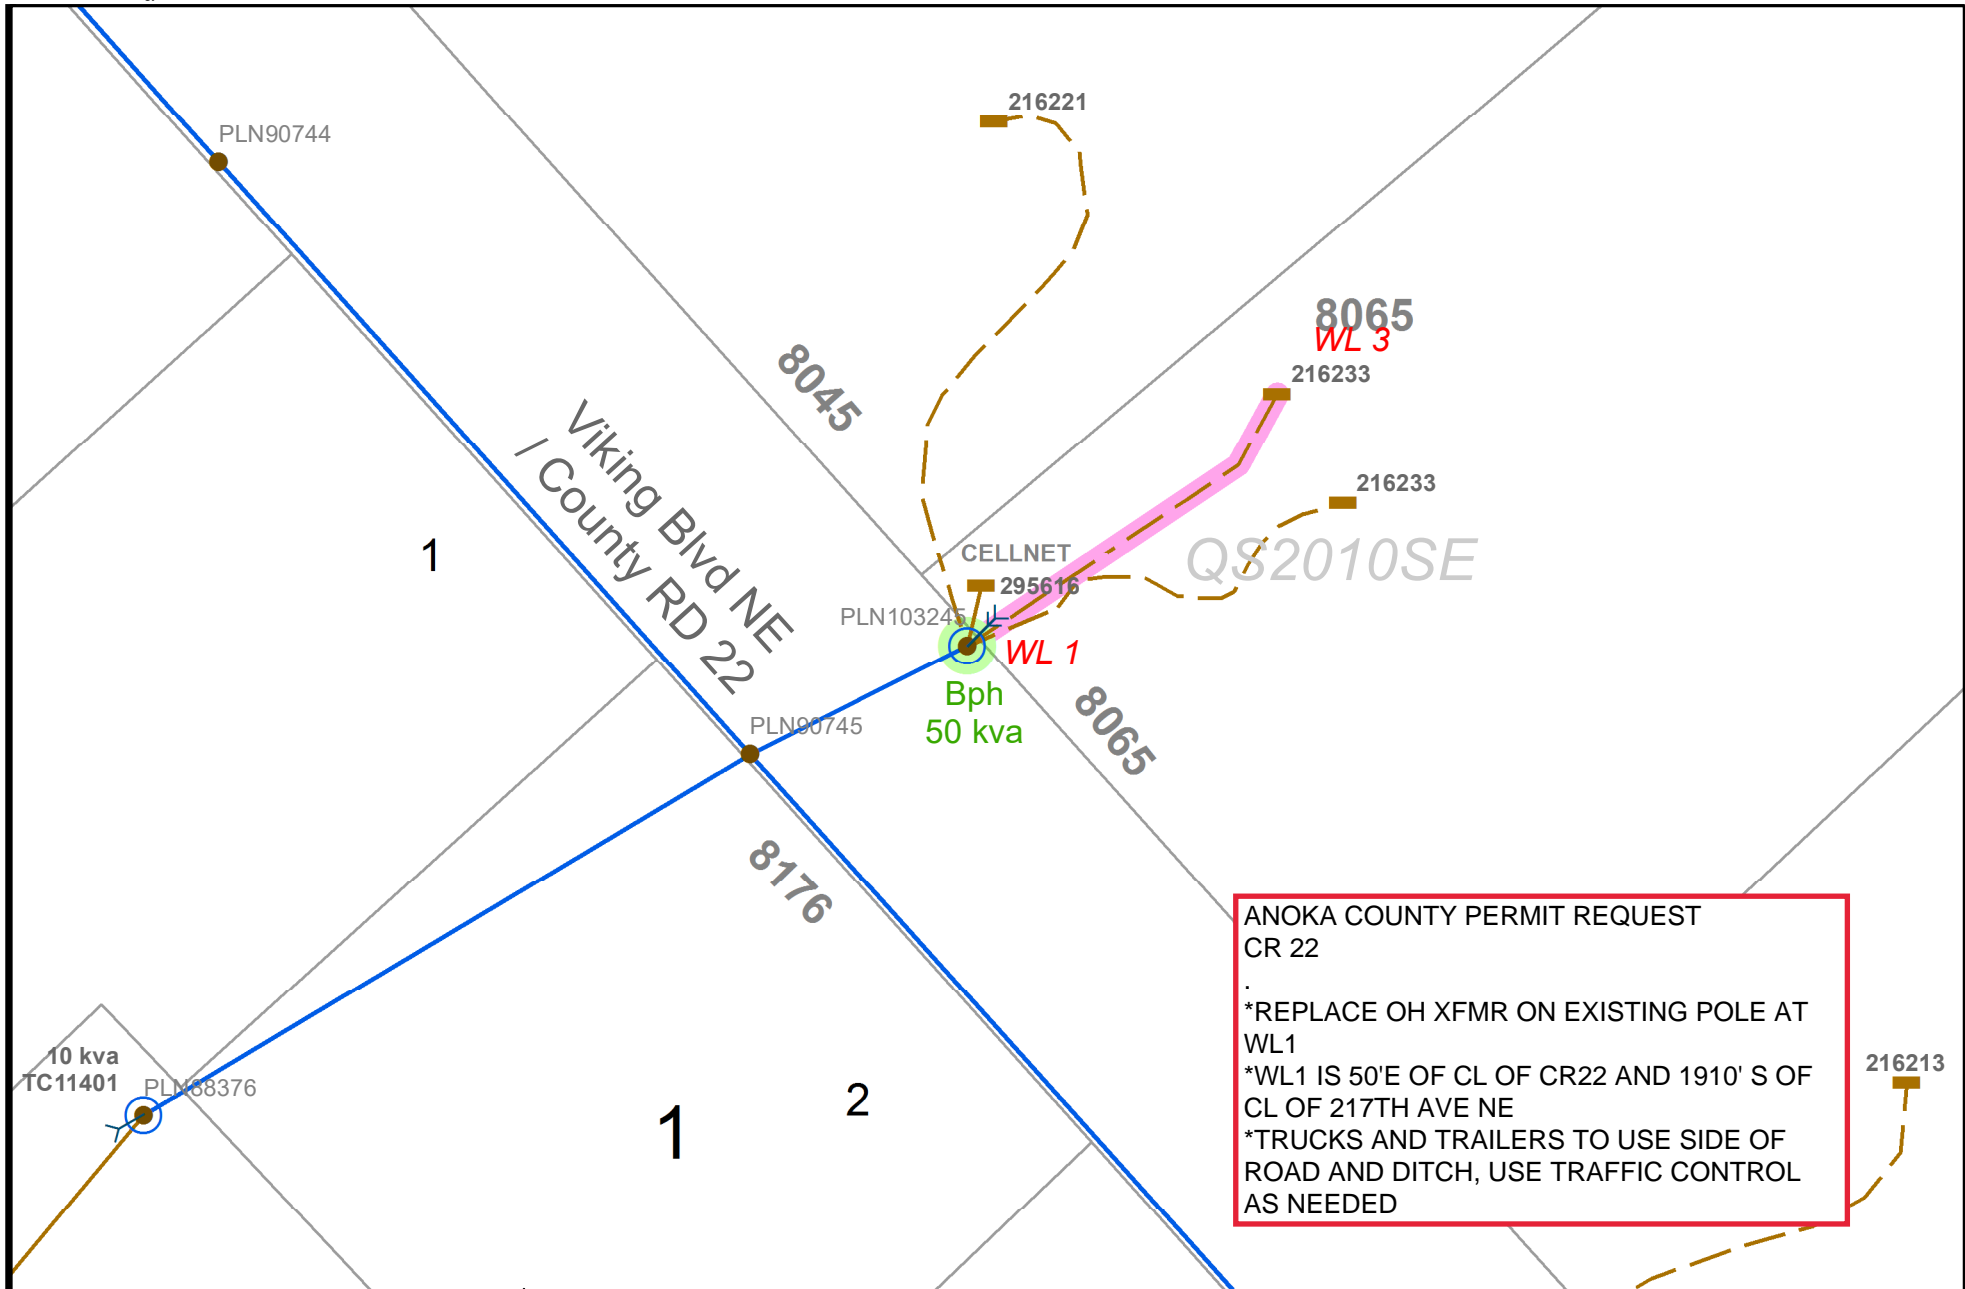 216221
PLN90744
8065
WL 3
216233
8045
Viking Blvd NE
/ County RD 22
216233
QS2010SE
1
CELLNET
295616
PLN103245
WL 1
Bph
50 kva
8065
PLN90745
8176
ANOKA COUNTY PERMIT REQUEST
CR 22
.
*REPLACE OH XFMR ON EXISTING POLE AT
WL1
*WL1 IS 50'E OF CL OF CR22 AND 1910' S OF
CL OF 217TH AVE NE
*TRUCKS AND TRAILERS TO USE SIDE OF
ROAD AND DITCH, USE TRAFFIC CONTROL
AS NEEDED
10 kva
TC11401
PLN88376
2
1
216213